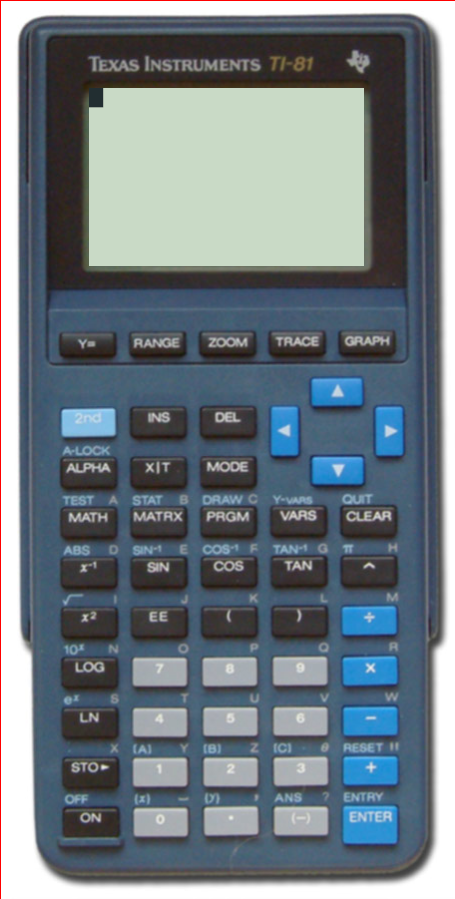 TEXAS INSTRUMENTS TI-81
Y= RANGE ZOOM TRACE GRAPH
2nd INS DEL
A-LOCK
ALPHA X|T MODE
TEST A STAT B DRAW C Y-VARS QUIT
MATH MATRX PRGM VARS CLEAR
ABS D SIN⁻¹ E COS⁻¹ F TAN⁻¹ G π H
x⁻¹ SIN COS TAN ^
√ I J K L M
x² EE ( ) ÷
10ˣ N O P Q R
LOG 7 8 9 ×
eˣ S T U V W
LN 4 5 6 −
X [A] Y [B] Z [C] θ RESET "
STO► 1 2 3 +
OFF {x} {y} ANS ? ENTRY
ON 0 . (−) ENTER